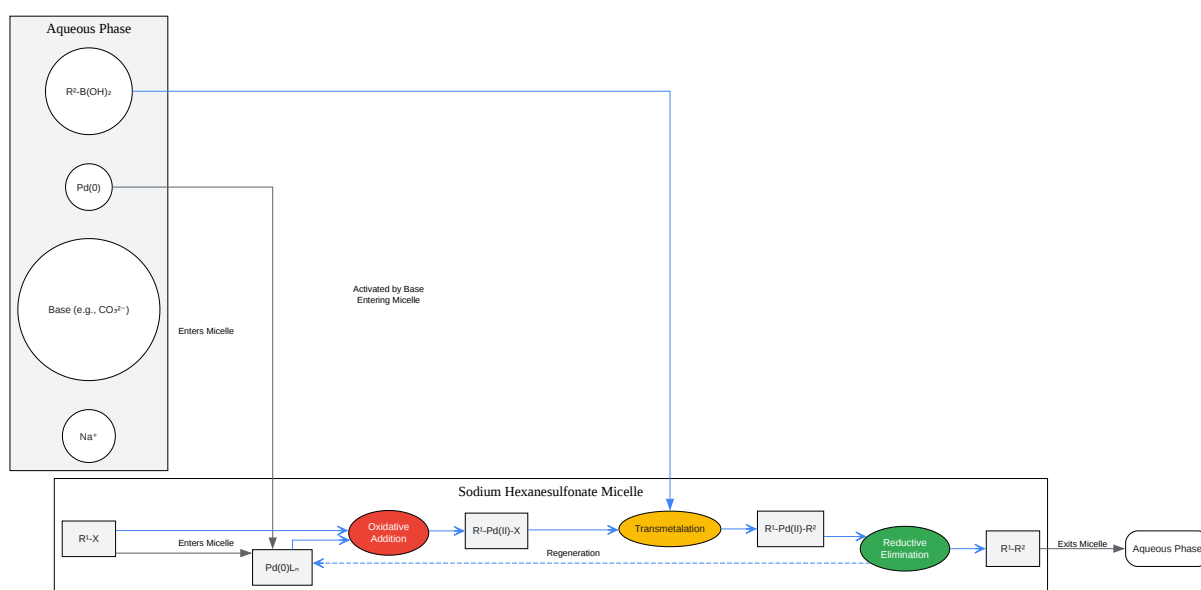 Aqueous Phase
R²-B(OH)₂
Pd(0)
Base (e.g., CO₃²⁻)
Na⁺
Enters Micelle
Activated by Base
Entering Micelle
Sodium Hexanesulfonate Micelle
R¹-X
Enters Micelle
Pd(0)Lₙ
Oxidative
Addition
R¹-Pd(II)-X
Transmetalation
Regeneration
R¹-Pd(II)-R²
Reductive
Elimination
R¹-R²
Exits Micelle
Aqueous Phase